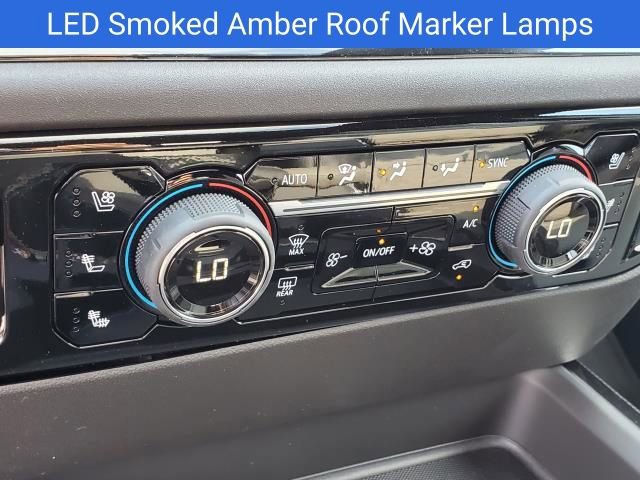 LED Smoked Amber Roof Marker Lamps
AUTO
SYNC
LO
MAX
ON/OFF
A/C
LO
REAR